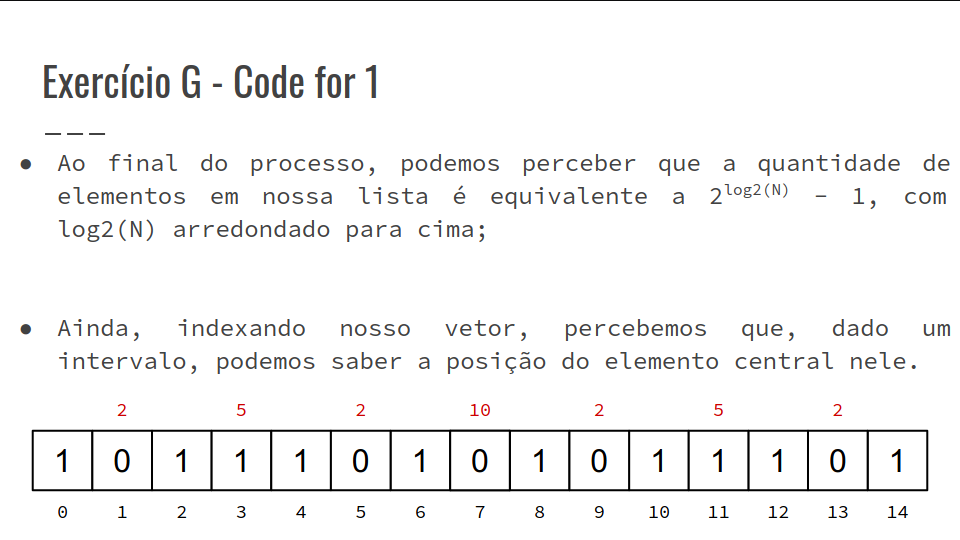 Exercício G - Code for 1
● Ao final do processo, podemos perceber que a quantidade de
elementos em nossa lista é equivalente a 2^log2(N) – 1, com
log2(N) arredondado para cima;
● Ainda, indexando nosso vetor, percebemos que, dado um
intervalo, podemos saber a posição do elemento central nele.
2 5 2 10 2 5 2
1 0 1 1 1 0 1 0 1 0 1 1 1 0 1
0 1 2 3 4 5 6 7 8 9 10 11 12 13 14